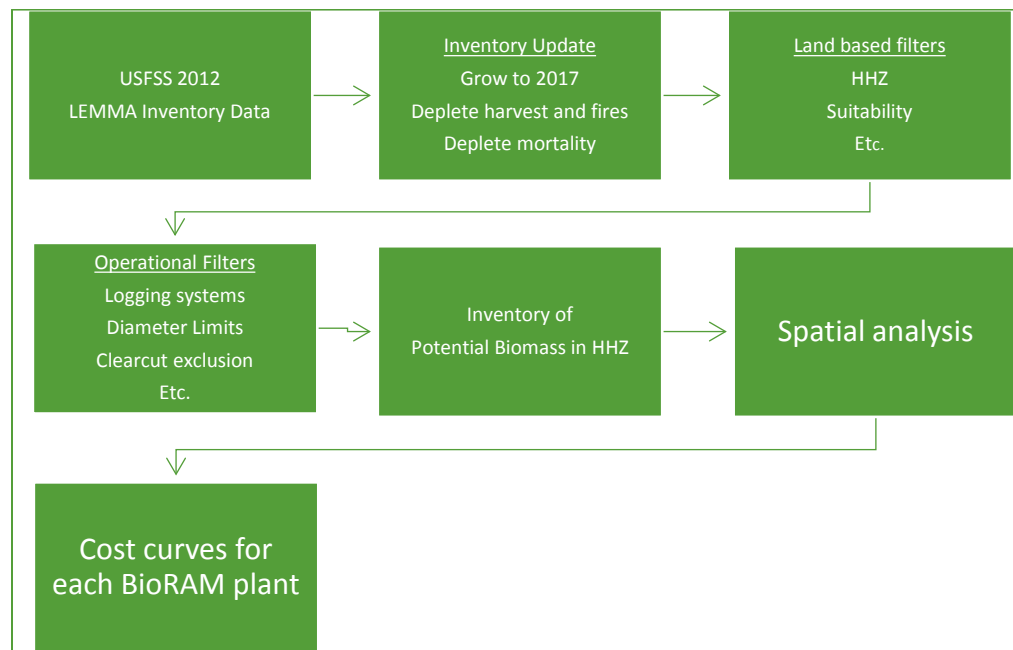 USFSS 2012
LEMMA Inventory Data
Inventory Update
Grow to 2017
Deplete harvest and fires
Deplete mortality
Land based filters
HHZ
Suitability
Etc.
Operational Filters
Logging systems
Diameter Limits
Clearcut exclusion
Etc.
Inventory of
Potential Biomass in HHZ
Spatial analysis
Cost curves for
each BioRAM plant